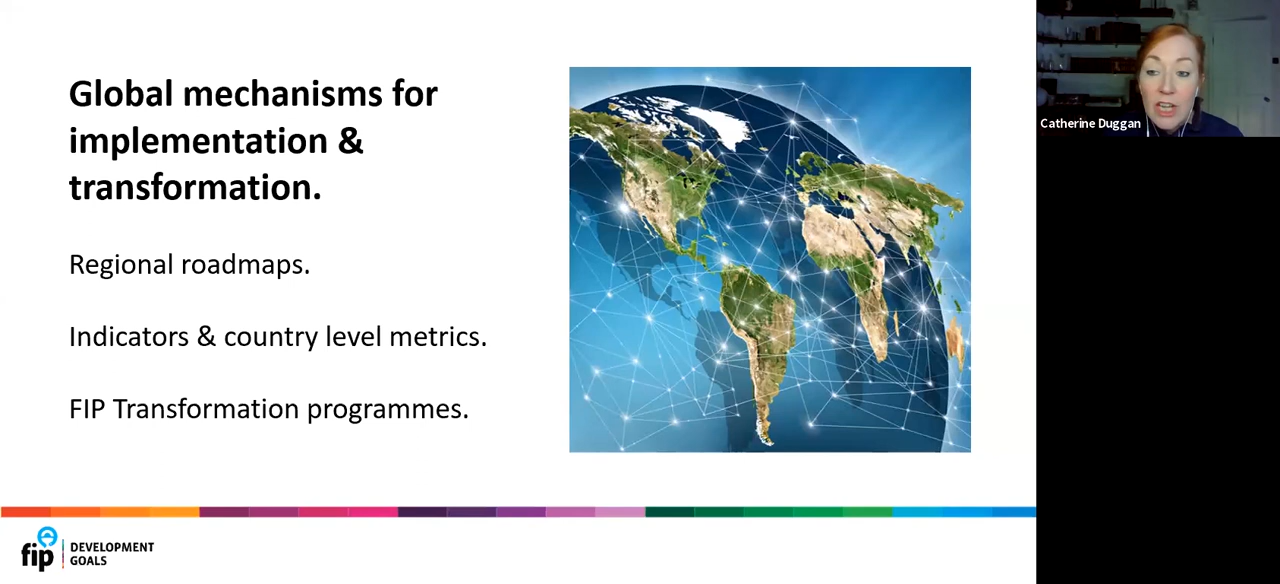 Global mechanisms for
implementation &
transformation.
Regional roadmaps.
Indicators & country level metrics.
FIP Transformation programmes.
fip
DEVELOPMENT
GOALS
Catherine Duggan